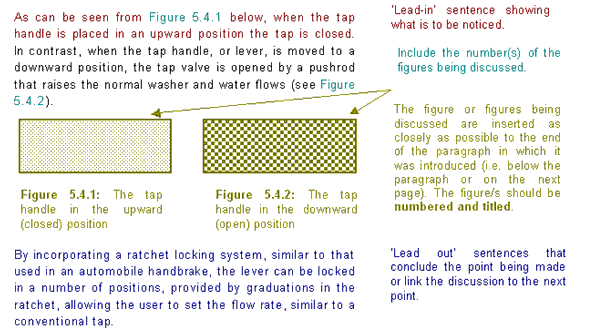 As can be seen from Figure 5.4.1 below, when the tap
handle is placed in an upward position the tap is closed.
In contrast, when the tap handle, or lever, is moved to a
downward position, the tap valve is opened by a pushrod
that raises the normal washer and water flows (see Figure
5.4.2).
'Lead-in' sentence showing
what is to be noticed.
Include the number(s) of the
figures being discussed.
The figure or figures being
discussed are inserted as
closely as possible to the end
of the paragraph in which it
was introduced (i.e. below the
paragraph or on the next
page). The figure/s should be
numbered and titled.
Figure 5.4.1: The tap
handle in the upward
(closed) position
Figure 5.4.2: The tap
handle in the downward
(open) position
By incorporating a ratchet locking system, similar to that
used in an automobile handbrake, the lever can be locked
in a number of positions, provided by graduations in the
ratchet, allowing the user to set the flow rate, similar to a
conventional tap.
'Lead out' sentences that
conclude the point being made
or link the discussion to the next
point.